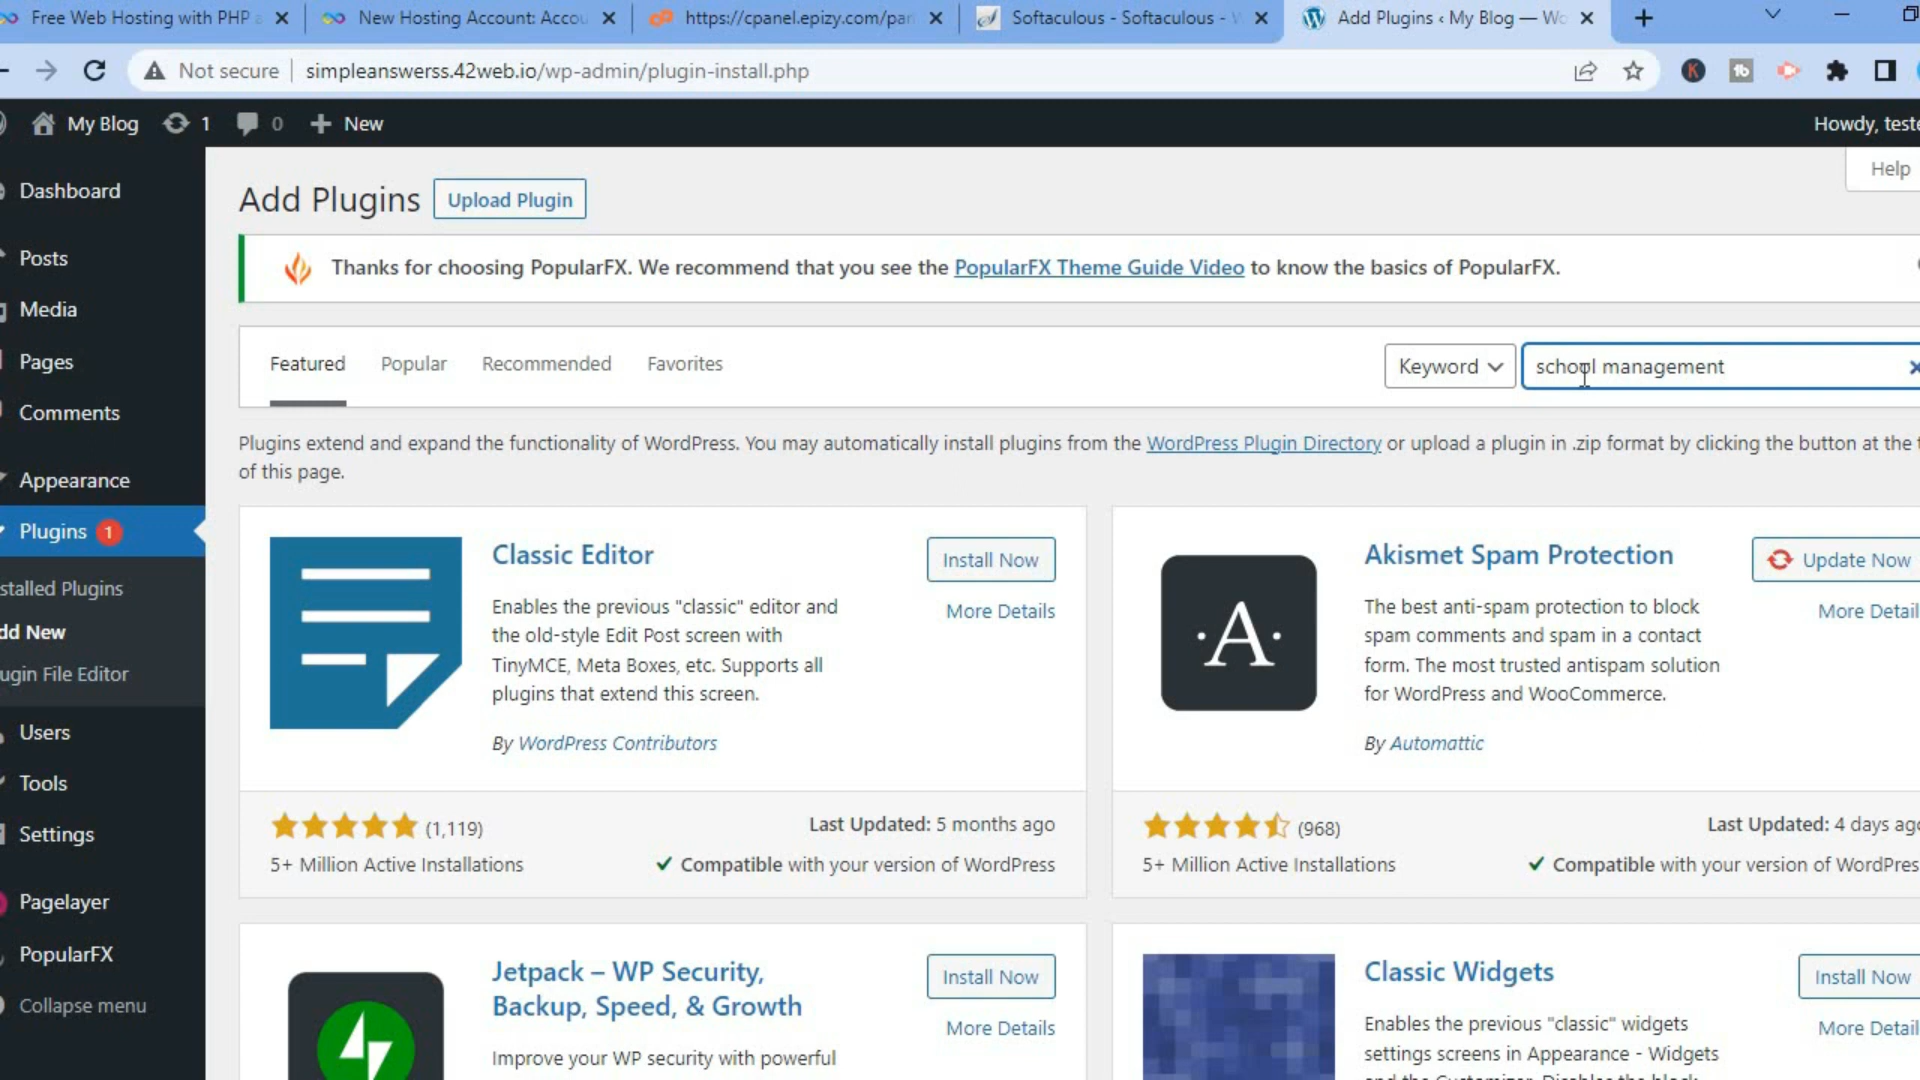 Free Web Hosting with PHP
New Hosting Account: Accou
https://cpanel.epizy.com/pan
Softaculous - Softaculous - W
Add Plugins ‹ My Blog — Wo
Not secure simpleanswerss.42web.io/wp-admin/plugin-install.php
My Blog 1 0 New
Howdy, teste
Dashboard
Posts
Media
Pages
Comments
Appearance
Plugins 1
stalled Plugins
dd New
ugin File Editor
Users
Tools
Settings
Pagelayer
PopularFX
Collapse menu
Help
Add Plugins Upload Plugin
Thanks for choosing PopularFX. We recommend that you see the PopularFX Theme Guide Video to know the basics of PopularFX.
Featured Popular Recommended Favorites
Keyword school management
Plugins extend and expand the functionality of WordPress. You may automatically install plugins from the WordPress Plugin Directory or upload a plugin in .zip format by clicking the button at the t
of this page.
Classic Editor
Install Now
More Details
Enables the previous "classic" editor and
the old-style Edit Post screen with
TinyMCE, Meta Boxes, etc. Supports all
plugins that extend this screen.
By WordPress Contributors
(1,119)
Last Updated: 5 months ago
5+ Million Active Installations
Compatible with your version of WordPress
Akismet Spam Protection
Update Now
More Detail
·A·
The best anti-spam protection to block
spam comments and spam in a contact
form. The most trusted antispam solution
for WordPress and WooCommerce.
By Automattic
(968)
Last Updated: 4 days ago
5+ Million Active Installations
Compatible with your version of WordPres
Jetpack – WP Security,
Backup, Speed, & Growth
Install Now
More Details
Improve your WP security with powerful
Classic Widgets
Install Now
More Detail
Enables the previous "classic" widgets
settings screens in Appearance - Widgets